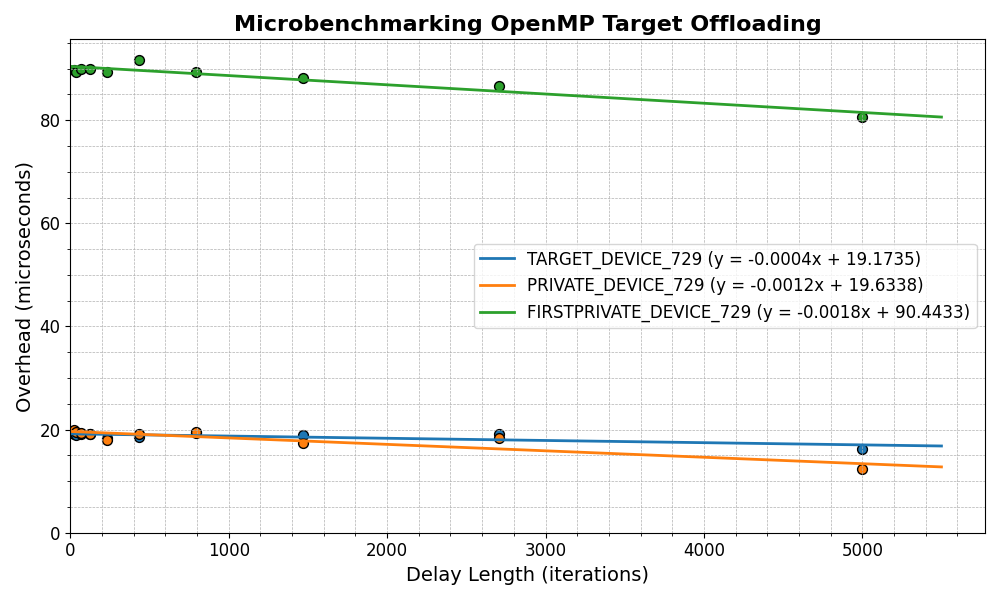 Microbenchmarking OpenMP Target Offloading
Overhead (microseconds)
80
60
40
20
0
TARGET_DEVICE_729 (y = -0.0004x + 19.1735)
PRIVATE_DEVICE_729 (y = -0.0012x + 19.6338)
FIRSTPRIVATE_DEVICE_729 (y = -0.0018x + 90.4433)
0 1000 2000 3000 4000 5000
Delay Length (iterations)